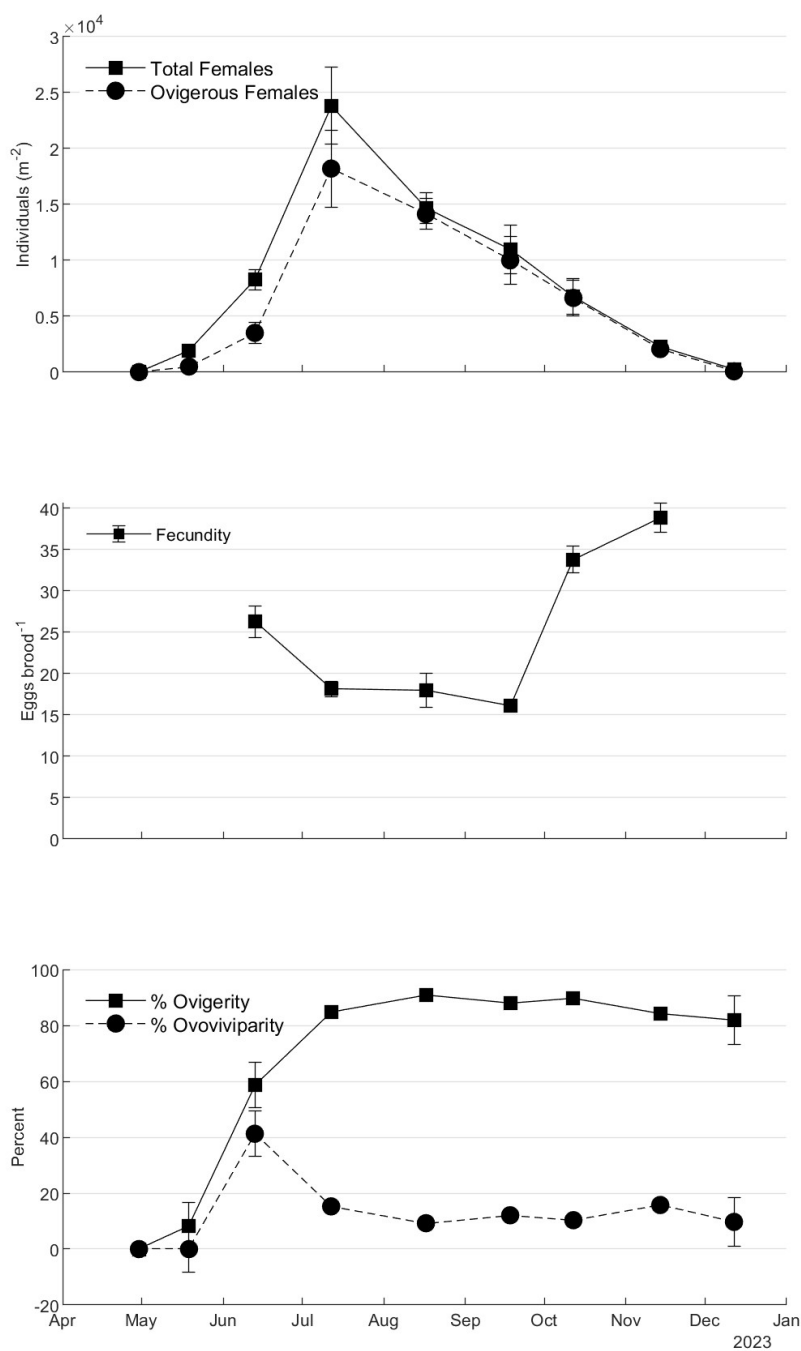 ×10⁴
3
2.5
2
1.5
1
0.5
0
Individuals (m⁻²)
Total Females
Ovigerous Females
40
35
30
25
20
15
10
5
0
Eggs brood⁻¹
Fecundity
100
80
60
40
20
0
-20
Percent
% Ovigerity
% Ovoviviparity
Apr May Jun Jul Aug Sep Oct Nov Dec Jan
2023